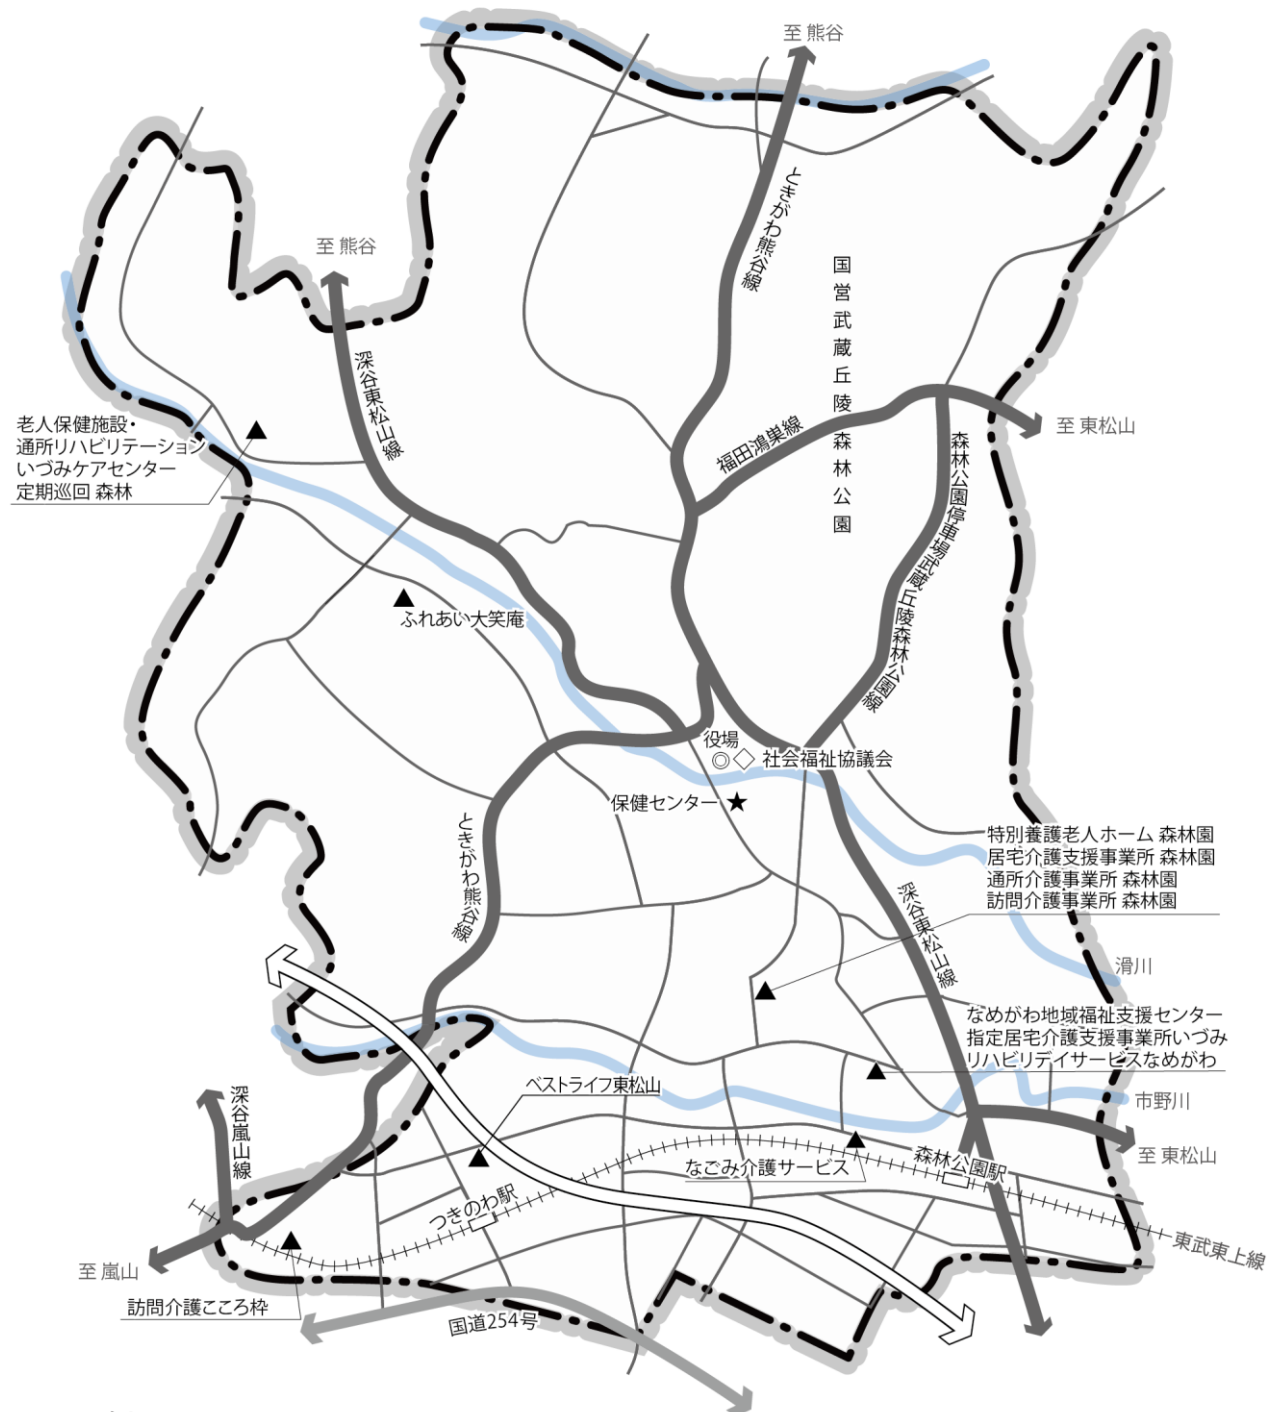 至 熊谷
ときがわ熊谷線
国営武蔵丘陵森林公園
至 熊谷
深谷東松山線
老人保健施設・
通所リハビリテーション
いづみケアセンター
定期巡回 森林
福田鴻巣線
至 東松山
森林公園停車場武蔵丘陵森林公園線
ふれあい大笑庵
役場
社会福祉協議会
保健センター
ときがわ熊谷線
特別養護老人ホーム 森林園
居宅介護支援事業所 森林園
通所介護事業所 森林園
訪問介護事業所 森林園
深谷東松山線
滑川
なめがわ地域福祉支援センター
指定居宅介護支援事業所いづみ
リハビリデイサービスなめがわ
ベストライフ東松山
市野川
深谷嵐山線
至 東松山
なごみ介護サービス
森林公園駅
つきのわ駅
東武東上線
至 嵐山
訪問介護こころ枠
国道254号